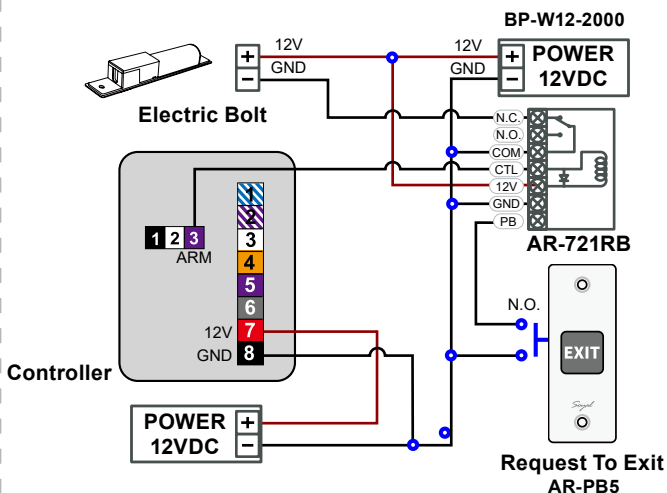 BP-W12-2000
12V
12V
+
+
POWER
12VDC
GND
GND
−
−
Electric Bolt
N.C.
N.O.
COM
CTL
12V
GND
PB
AR-721RB
1
2
3
4
5
6
7
8
1 2 3
ARM
12V
GND
Controller
N.O.
EXIT
Soyal
POWER
12VDC
+
−
Request To Exit
AR-PB5